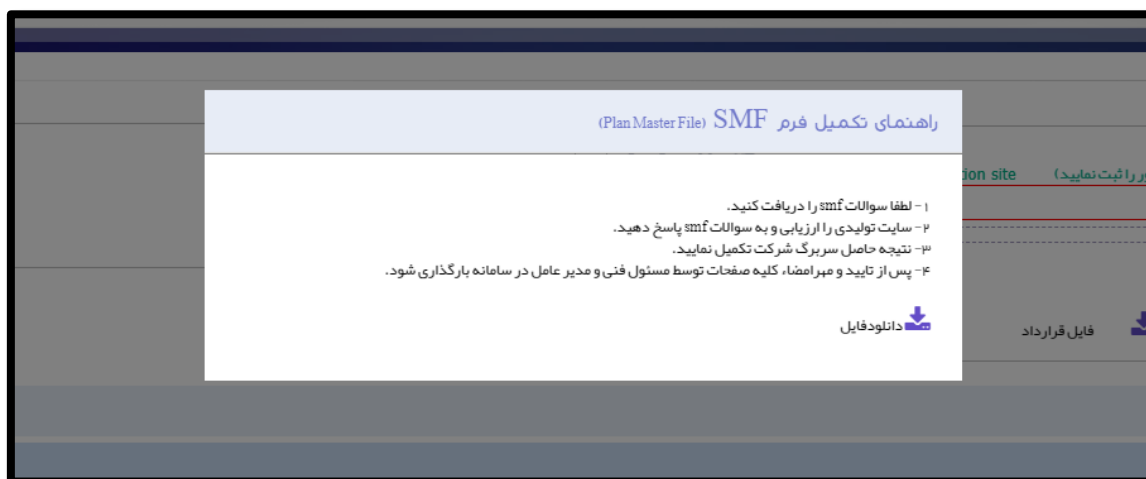 راهنمای تکمیل فرم SMF (Plan Master File)
ور را ثبت نمایید) tion site
۱- لطفا سوالات smf را دریافت کنید.
۲- سایت تولیدی را ارزیابی و به سوالات smf پاسخ دهید.
۳- نتیجه حاصل سربرگ شرکت تکمیل نمایید.
۴- پس از تایید و مهرامضاء کلیه صفحات توسط مسئول فنی و مدیر عامل در سامانه بارگذاری شود.
دانلودفایل
فایل قرارداد